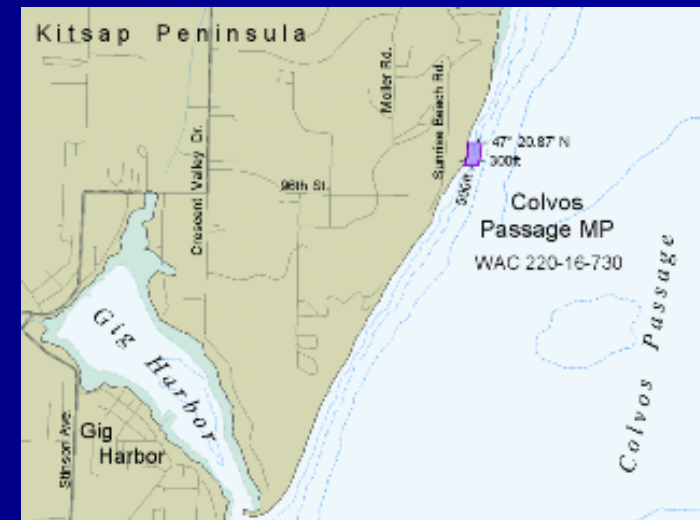 Kitsap Peninsula
Moller Rd.
Sunrise Beach Rd.
47° 20.87' N
300ft
500ft
Crescent Valley Dr.
96th St.
Colvos
Passage MP
WAC 220-16-730
Gig Harbor
Colvos Passage
Gig
Harbor
Stinson Ave.